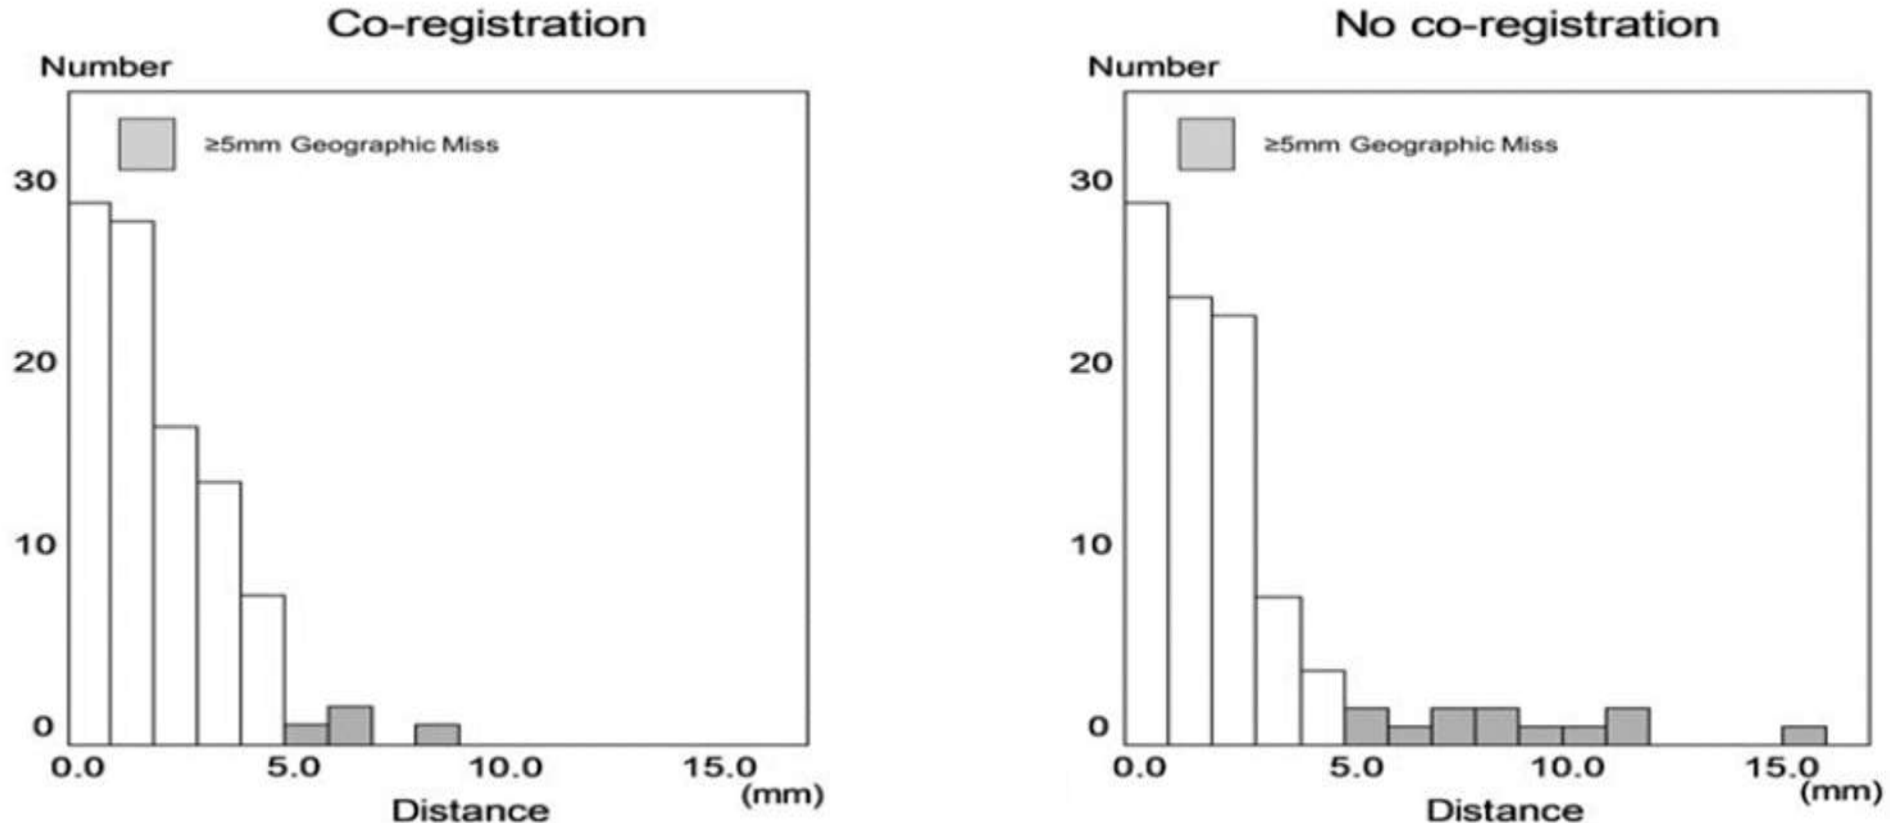 Co-registration
Number
≥5mm Geographic Miss
30
20
10
0
0.0 5.0 10.0 15.0
(mm)
Distance
No co-registration
Number
≥5mm Geographic Miss
30
20
10
0
0.0 5.0 10.0 15.0
(mm)
Distance